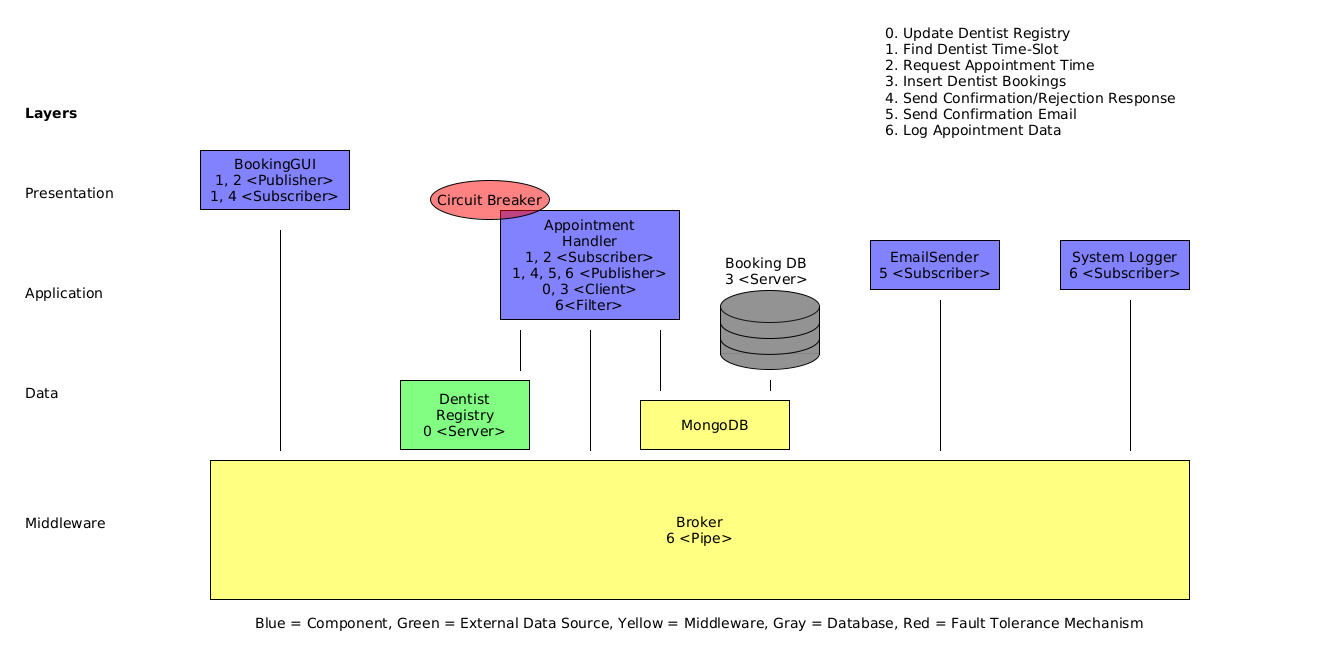 0. Update Dentist Registry
1. Find Dentist Time-Slot
2. Request Appointment Time
3. Insert Dentist Bookings
4. Send Confirmation/Rejection Response
5. Send Confirmation Email
6. Log Appointment Data
Layers
Presentation
BookingGUI
1, 2 <Publisher>
1, 4 <Subscriber>
Circuit Breaker
Application
Appointment
Handler
1, 2 <Subscriber>
1, 4, 5, 6 <Publisher>
0, 3 <Client>
6<Filter>
Booking DB
3 <Server>
EmailSender
5 <Subscriber>
System Logger
6 <Subscriber>
Data
Dentist
Registry
0 <Server>
MongoDB
Middleware
Broker
6 <Pipe>
Blue = Component, Green = External Data Source, Yellow = Middleware, Gray = Database, Red = Fault Tolerance Mechanism